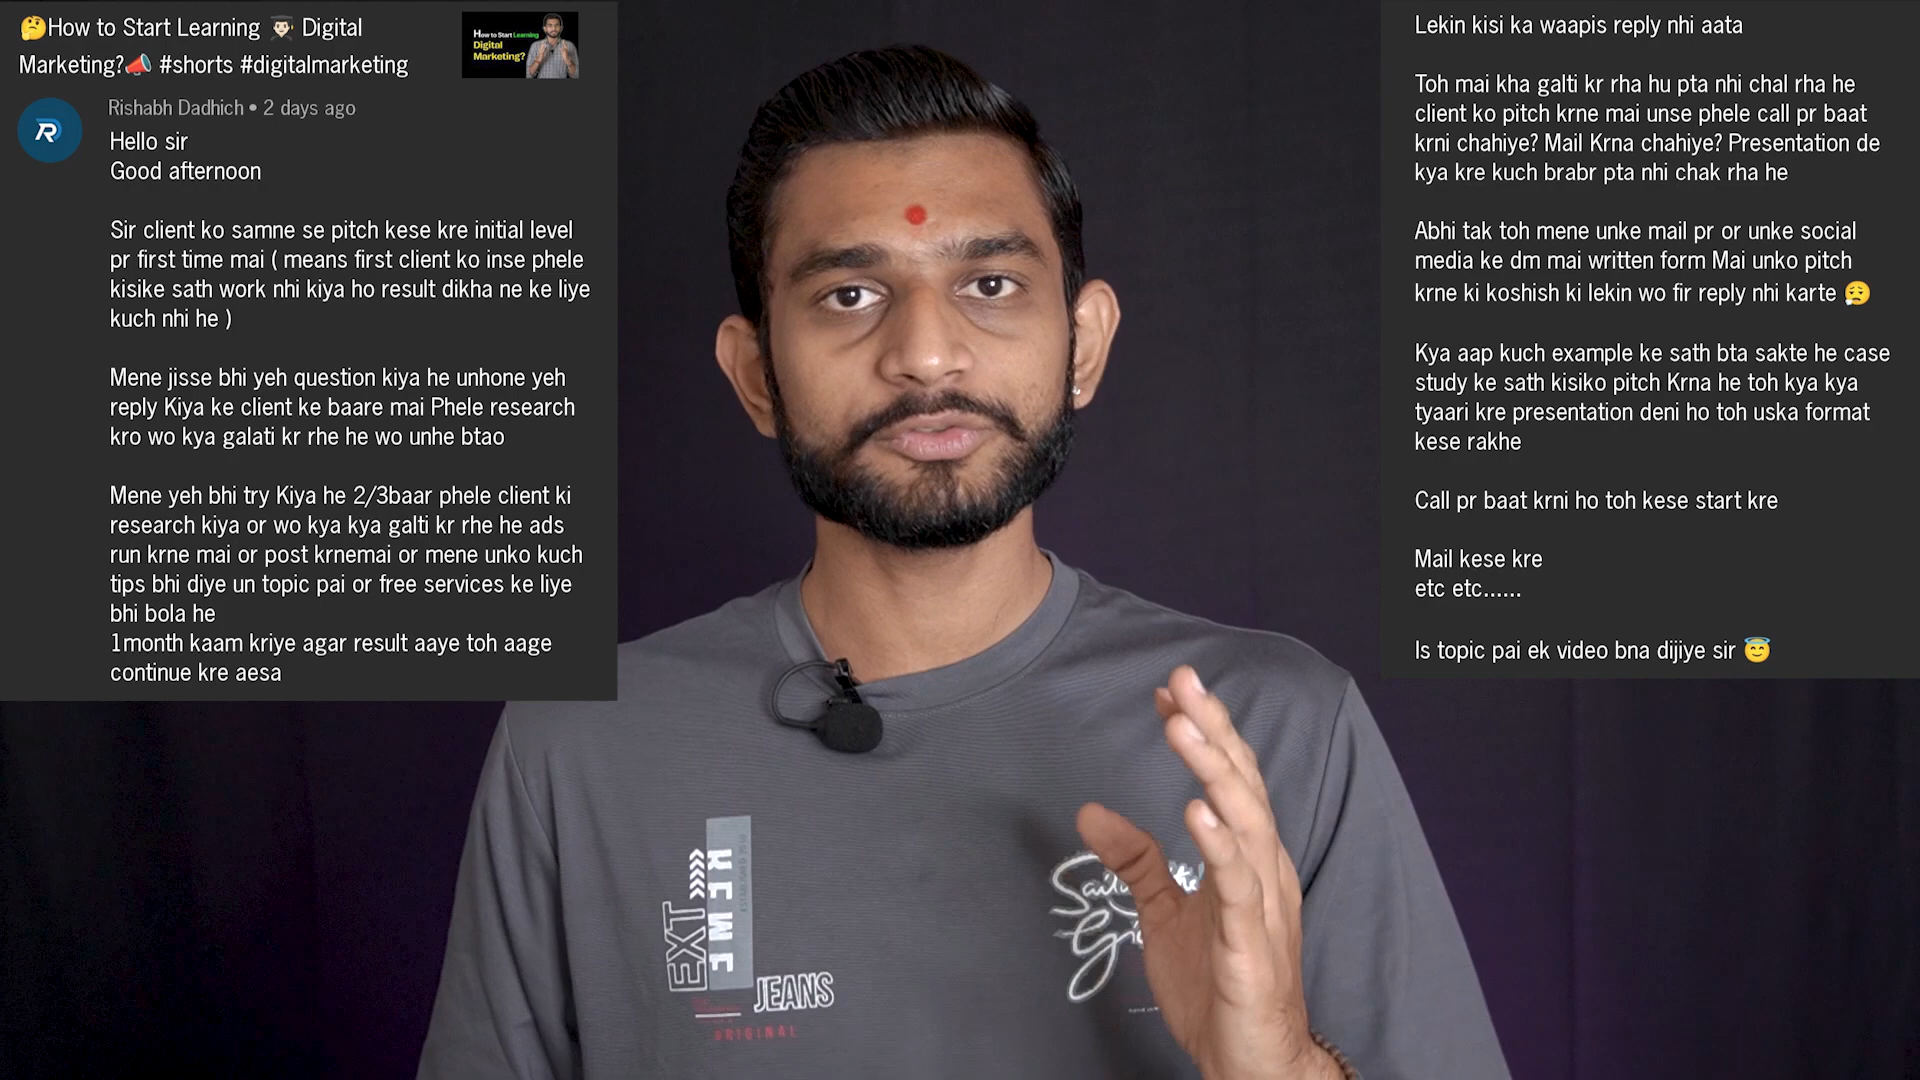 🤔How to Start Learning 👨🏻‍🎓 Digital
Marketing?📣 #shorts #digitalmarketing
How to Start Learning
Digital
Marketing?
Rishabh Dadhich • 2 days ago
R
Hello sir
Good afternoon
Sir client ko samne se pitch kese kre initial level
pr first time mai ( means first client ko inse phele
kisike sath work nhi kiya ho result dikha ne ke liye
kuch nhi he )
Mene jisse bhi yeh question kiya he unhone yeh
reply Kiya ke client ke baare mai Phele research
kro wo kya galati kr rhe he wo unhe btao
Mene yeh bhi try Kiya he 2/3baar phele client ki
research kiya or wo kya kya galti kr rhe he ads
run krne mai or post krnemai or mene unko kuch
tips bhi diye un topic pai or free services ke liye
bhi bola he
1month kaam kriye agar result aaye toh aage
continue kre aesa
Lekin kisi ka waapis reply nhi aata
Toh mai kha galti kr rha hu pta nhi chal rha he
client ko pitch krne mai unse phele call pr baat
krni chahiye? Mail Krna chahiye? Presentation de
kya kre kuch brabr pta nhi chak rha he
Abhi tak toh mene unke mail pr or unke social
media ke dm mai written form Mai unko pitch
krne ki koshish ki lekin wo fir reply nhi karte 😮‍💨
Kya aap kuch example ke sath bta sakte he case
study ke sath kisiko pitch Krna he toh kya kya
tyaari kre presentation deni ho toh uska format
kese rakhe
Call pr baat krni ho toh kese start kre
Mail kese kre
etc etc......
Is topic pai ek video bna dijiye sir 😇
EXT
JEANS
ORIGINAL